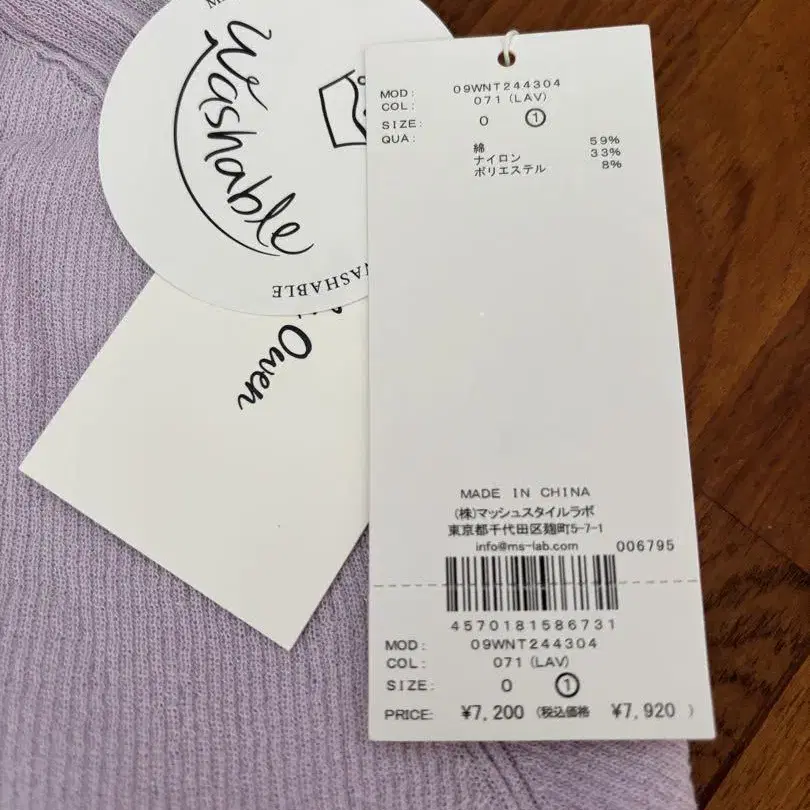 Washable
WASHABLE
Owen
MOD: 09WNT244304
COL: 071 (LAV)
SIZE: 0 ①
QUA: 綿 59%
ナイロン 33%
ポリエステル 8%
MADE IN CHINA
(株)マッシュスタイルラボ
東京都千代田区麹町5-7-1
info@ms-lab.com 006795
4570181586731
MOD: 09WNT244304
COL: 071 (LAV)
SIZE: 0 ①
PRICE: ¥7,200 (税込価格 ¥7,920 )